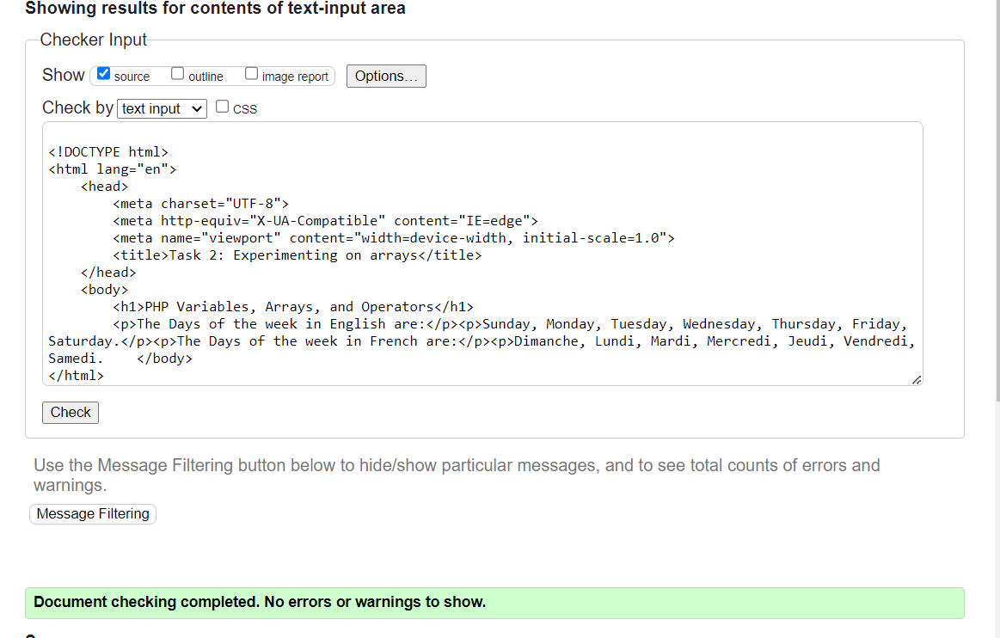 Showing results for contents of text-input area
Checker Input
Show source outline image report Options...
Check by text input CSS
<!DOCTYPE html>
<html lang="en">
    <head>
        <meta charset="UTF-8">
        <meta http-equiv="X-UA-Compatible" content="IE=edge">
        <meta name="viewport" content="width=device-width, initial-scale=1.0">
        <title>Task 2: Experimenting on arrays</title>
    </head>
    <body>
        <h1>PHP Variables, Arrays, and Operators</h1>
        <p>The Days of the week in English are:</p><p>Sunday, Monday, Tuesday, Wednesday, Thursday, Friday,
Saturday.</p><p>The Days of the week in French are:</p><p>Dimanche, Lundi, Mardi, Mercredi, Jeudi, Vendredi,
Samedi.    </body>
</html>
Check
Use the Message Filtering button below to hide/show particular messages, and to see total counts of errors and
warnings.
Message Filtering
Document checking completed. No errors or warnings to show.